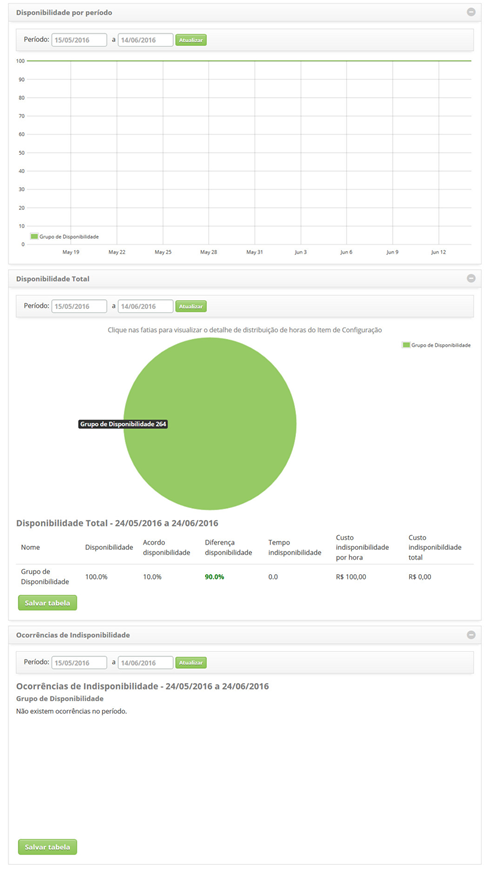 Disponibilidade por período
Período: 15/05/2016 a 14/06/2016 Atualizar
100
90
80
70
60
50
40
30
20
10
0
Grupo de Disponibilidade
May 19 May 22 May 25 May 28 May 31 Jun 3 Jun 6 Jun 9 Jun 12
Disponibilidade Total
Período: 15/05/2016 a 14/06/2016 Atualizar
Clique nas fatias para visualizar o detalhe de distribuição de horas do Item de Configuração
Grupo de Disponibilidade
Grupo de Disponibilidade 264
Disponibilidade Total - 24/05/2016 a 24/06/2016
Nome Disponibilidade Acordo disponibilidade Diferença disponibilidade Tempo indisponibilidade Custo indisponibilidade por hora Custo indisponibilidade total
Grupo de Disponibilidade 100.0% 10.0% 90.0% 0.0 R$ 100,00 R$ 0,00
Salvar tabela
Ocorrências de Indisponibilidade
Período: 15/05/2016 a 14/06/2016 Atualizar
Ocorrências de Indisponibilidade - 24/05/2016 a 24/06/2016
Grupo de Disponibilidade
Não existem ocorrências no período.
Salvar tabela